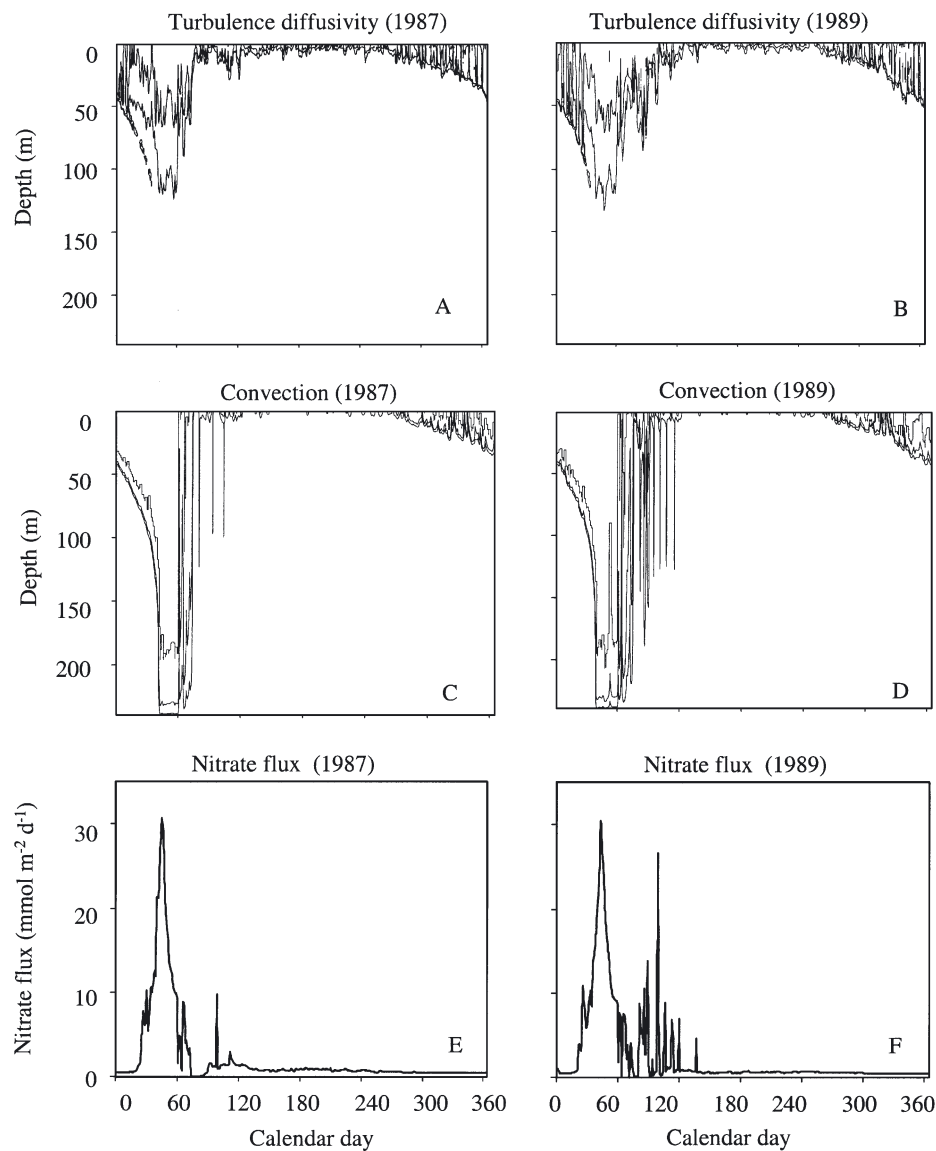 Turbulence diffusivity (1987)
Turbulence diffusivity (1989)
0
50
100
150
200
Depth (m)
A
0
B
Convection (1987)
Convection (1989)
0
50
100
150
200
Depth (m)
C
D
Nitrate flux (1987)
Nitrate flux (1989)
30
20
10
0
Nitrate flux (mmol m⁻² d⁻¹)
E
F
0 60 120 180 240 300 360
0 60 120 180 240 300 360
Calendar day
Calendar day